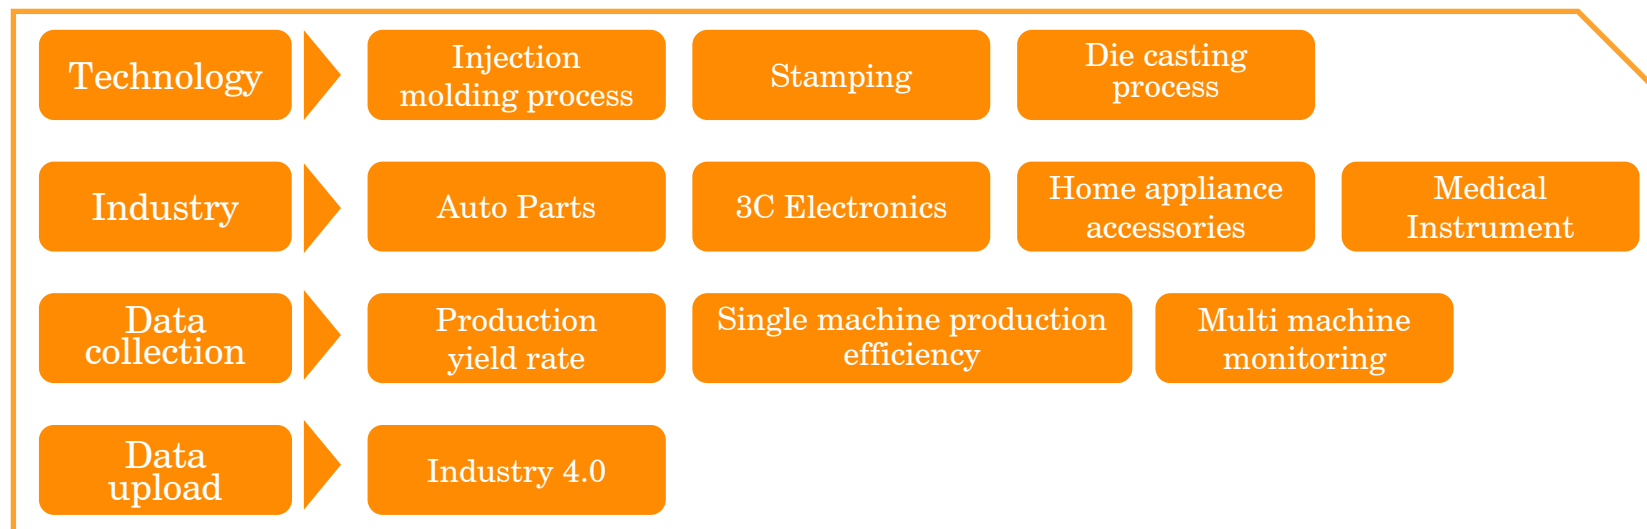 Technology
Injection
molding process
Stamping
Die casting
process
Industry
Auto Parts
3C Electronics
Home appliance
accessories
Medical
Instrument
Data
collection
Production
yield rate
Single machine production
efficiency
Multi machine
monitoring
Data
upload
Industry 4.0